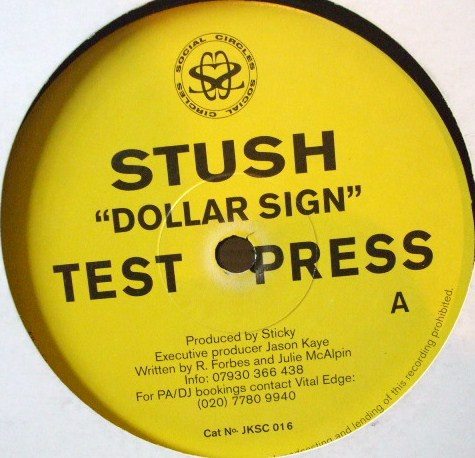 SOCIAL CIRCLES SOCIAL CIRCLES
STUSH
"DOLLAR SIGN"
TEST PRESS
A
Produced by Sticky
Executive producer Jason Kaye
Written by R. Forbes and Julie McAlpin
Info: 07930 366 438
For PA/DJ bookings contact Vital Edge:
(020) 7780 9940
Cat No. JKSC 016
and lending of this recording prohibited.